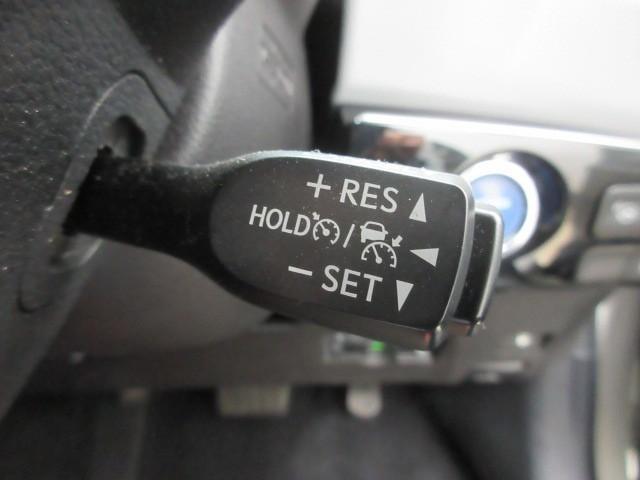 + RES
HOLD /
− SET